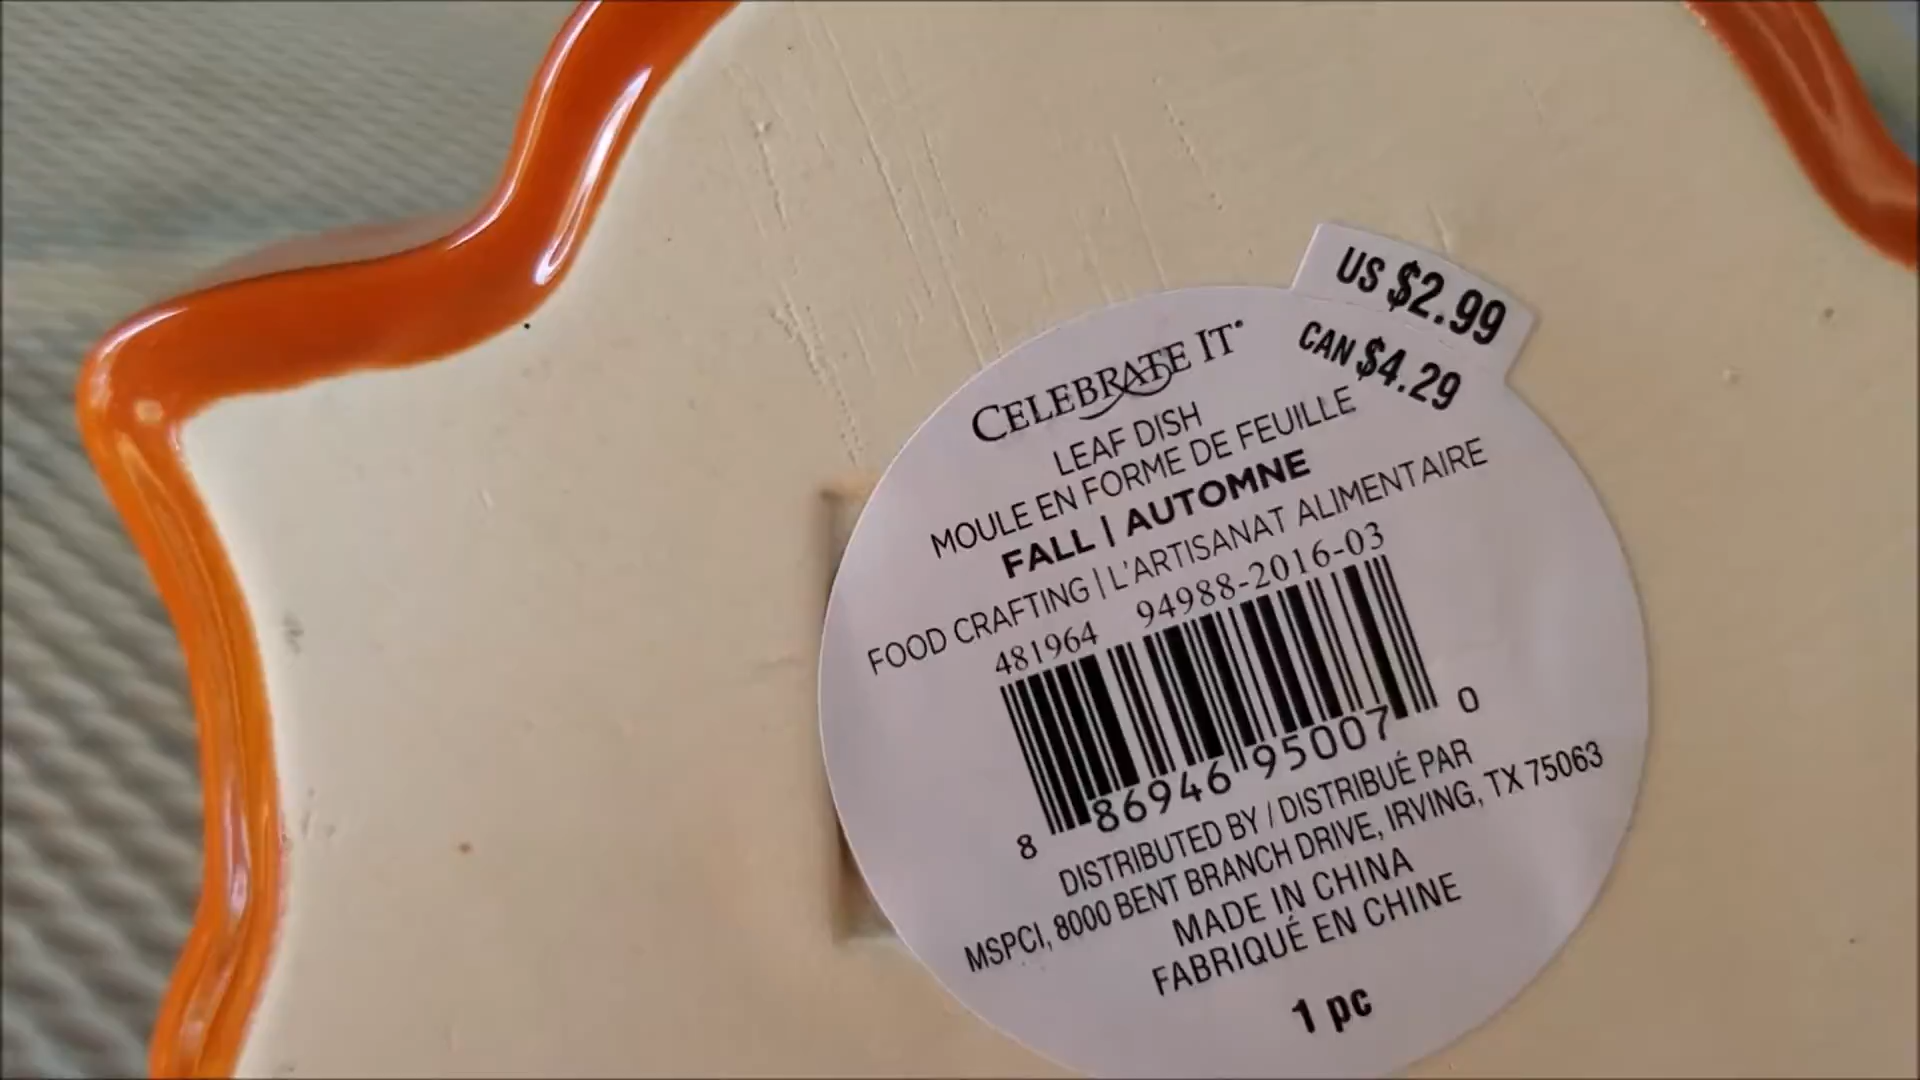 US $2.99
CAN $4.29
CELEBRATE IT
LEAF DISH
MOULE EN FORME DE FEUILLE
FALL | AUTOMNE
FOOD CRAFTING | L'ARTISANAT ALIMENTAIRE
481964 94988-2016-03
8 86946 95007 0
DISTRIBUTED BY / DISTRIBUÉ PAR
MSPCI, 8000 BENT BRANCH DRIVE, IRVING, TX 75063
MADE IN CHINA
FABRIQUÉ EN CHINE
1 pc